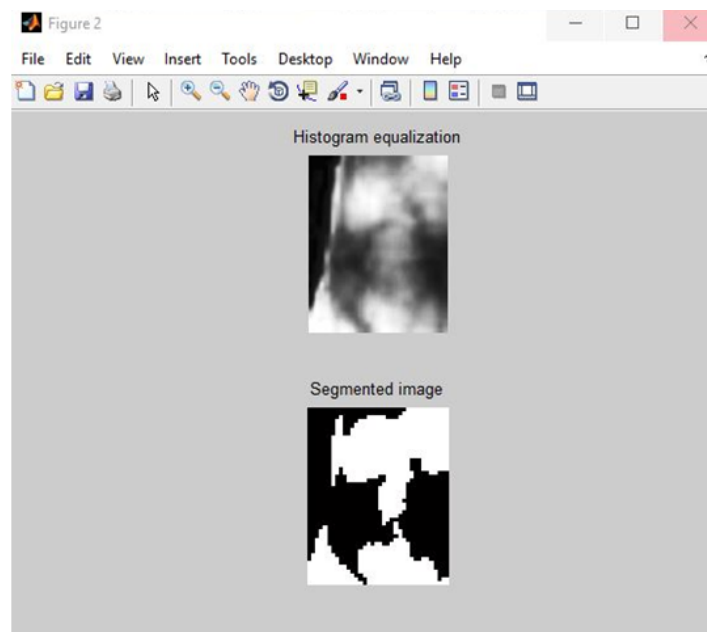 Figure 2
File Edit View Insert Tools Desktop Window Help
Histogram equalization
Segmented image